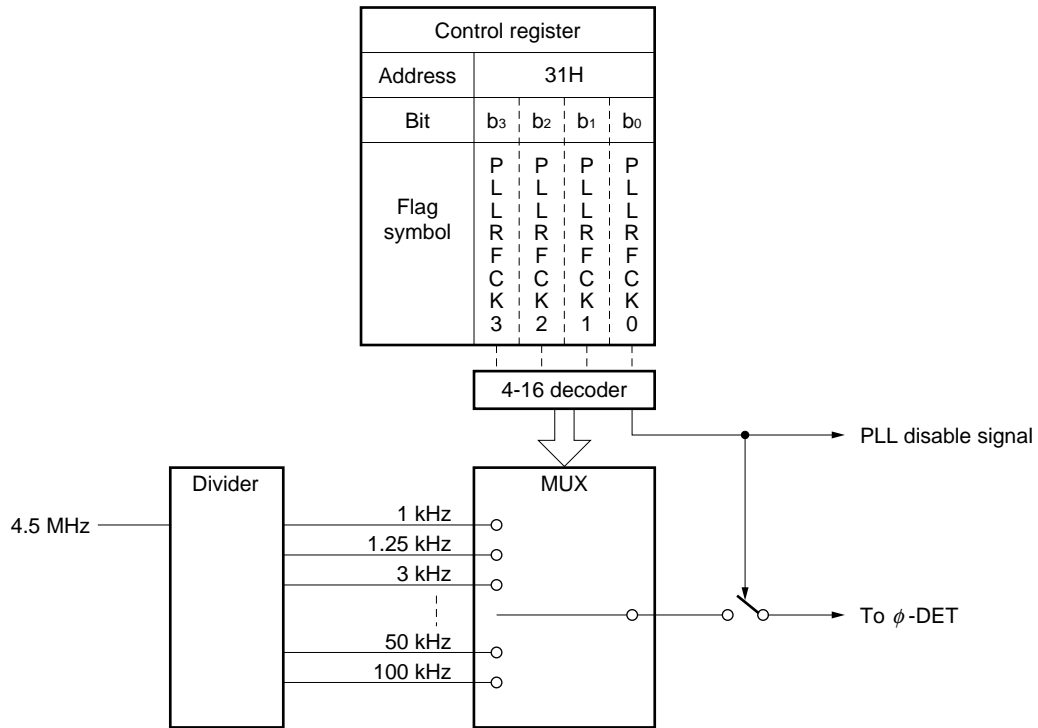 Control register
Address 31H
Bit b3 b2 b1 b0
Flag symbol
PLLRFCK3
PLLRFCK2
PLLRFCK1
PLLRFCK0
4-16 decoder
PLL disable signal
Divider
MUX
4.5 MHz
1 kHz
1.25 kHz
3 kHz
50 kHz
100 kHz
To ϕ-DET